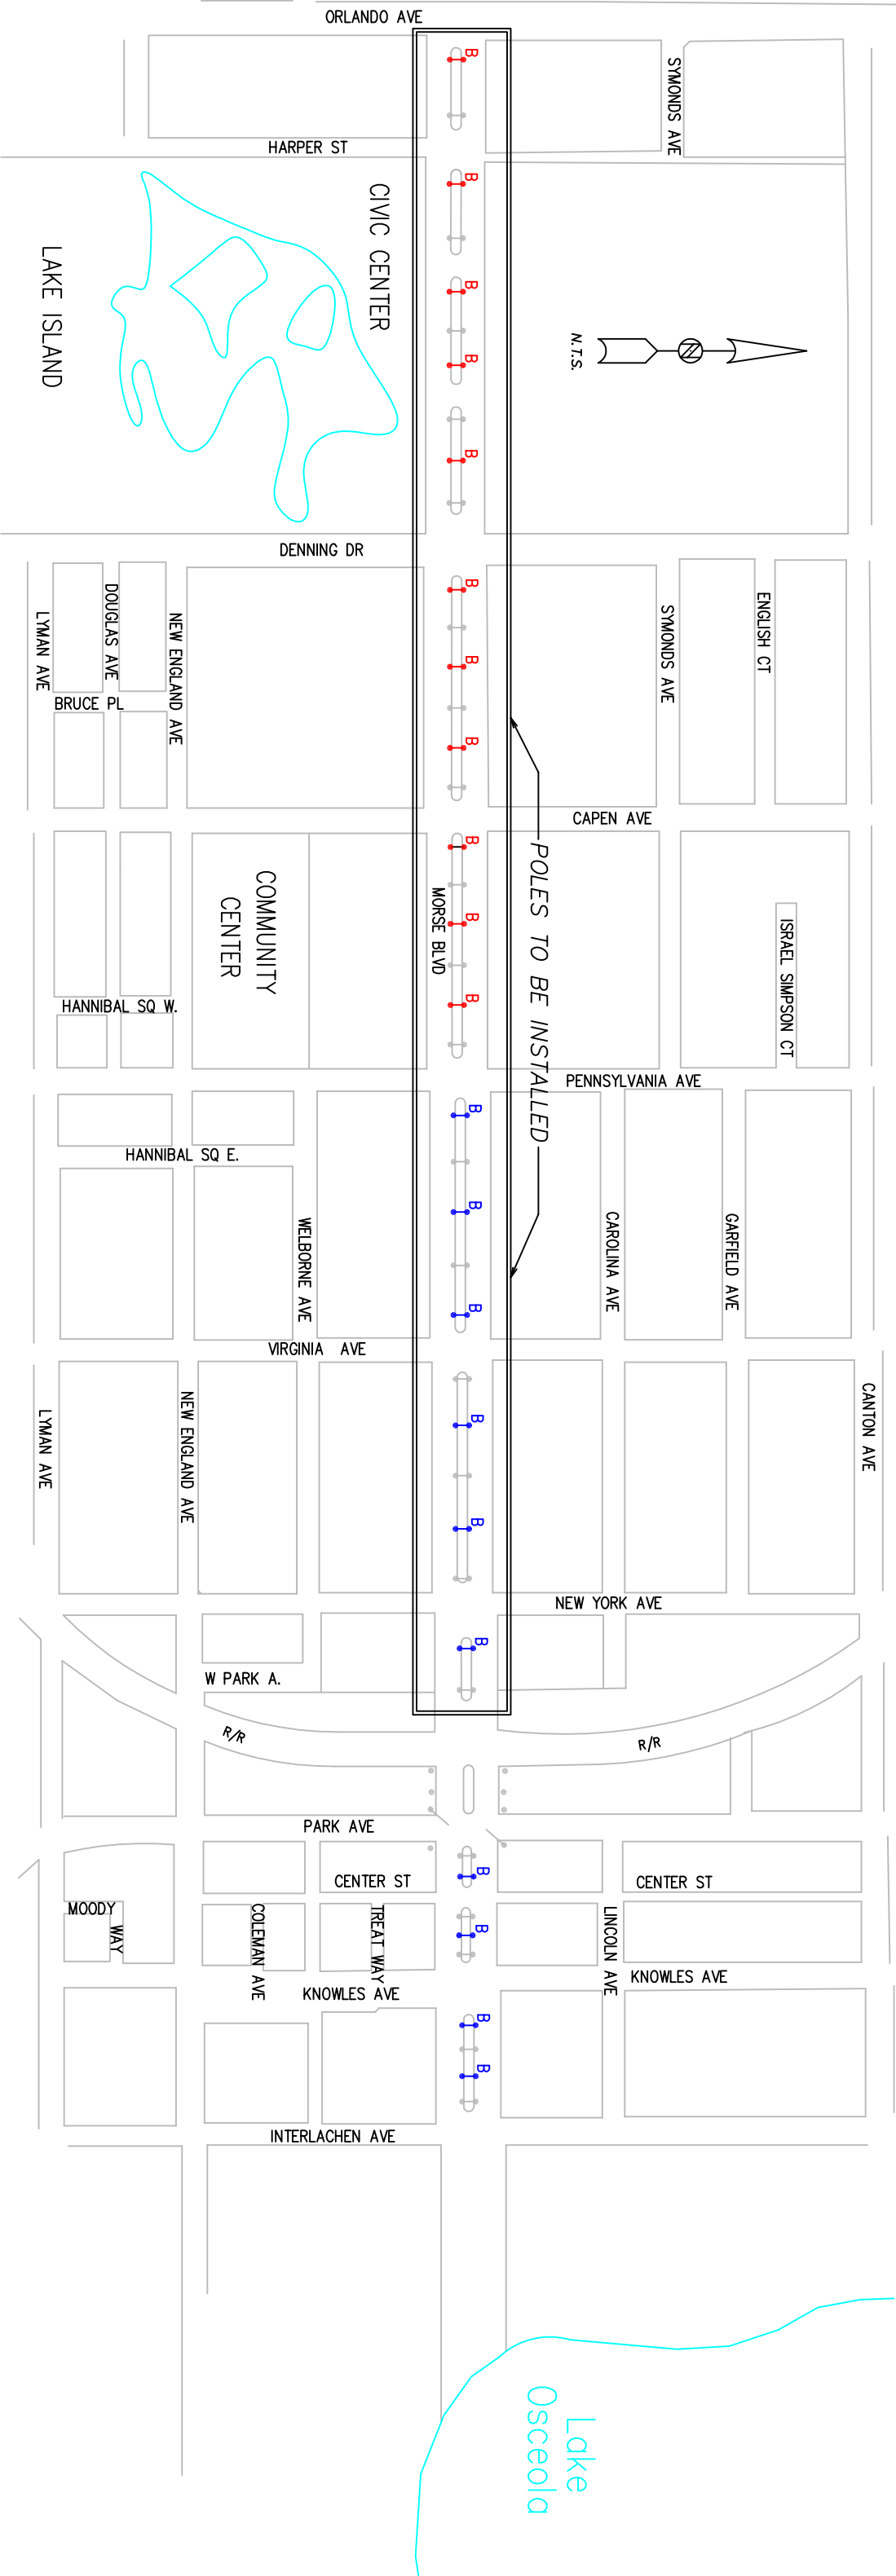 ORLANDO AVE
B
SYMONDS AVE
HARPER ST
B
CIVIC CENTER
LAKE ISLAND
B
N.T.S.
B
B
DENNING DR
B
DOUGLAS AVE
LYMAN AVE
NEW ENGLAND AVE
SYMONDS AVE
ENGLISH CT
B
BRUCE PL
B
CAPEN AVE
B
POLES TO BE INSTALLED
COMMUNITY
CENTER
MORSE BLVD
B
ISRAEL SIMPSON CT
B
HANNIBAL SQ W.
PENNSYLVANIA AVE
B
HANNIBAL SQ E.
B
WELBORNE AVE
CAROLINA AVE
GARFIELD AVE
B
VIRGINIA AVE
LYMAN AVE
NEW ENGLAND AVE
B
CANTON AVE
B
NEW YORK AVE
B
W PARK A.
R/R
R/R
PARK AVE
B
CENTER ST
CENTER ST
MOODY
WAY
COLEMAN AVE
TREAT WAY
B
LINCOLN AVE
KNOWLES AVE
KNOWLES AVE
B
B
INTERLACHEN AVE
Lake
Osceola